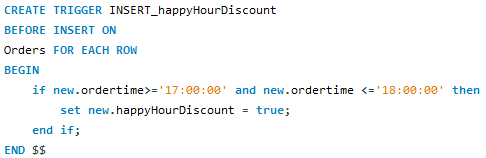 CREATE TRIGGER INSERT_happyHourDiscount
BEFORE INSERT ON
Orders FOR EACH ROW
BEGIN
    if new.ordertime>='17:00:00' and new.ordertime <='18:00:00' then
        set new.happyHourDiscount = true;
    end if;
END $$